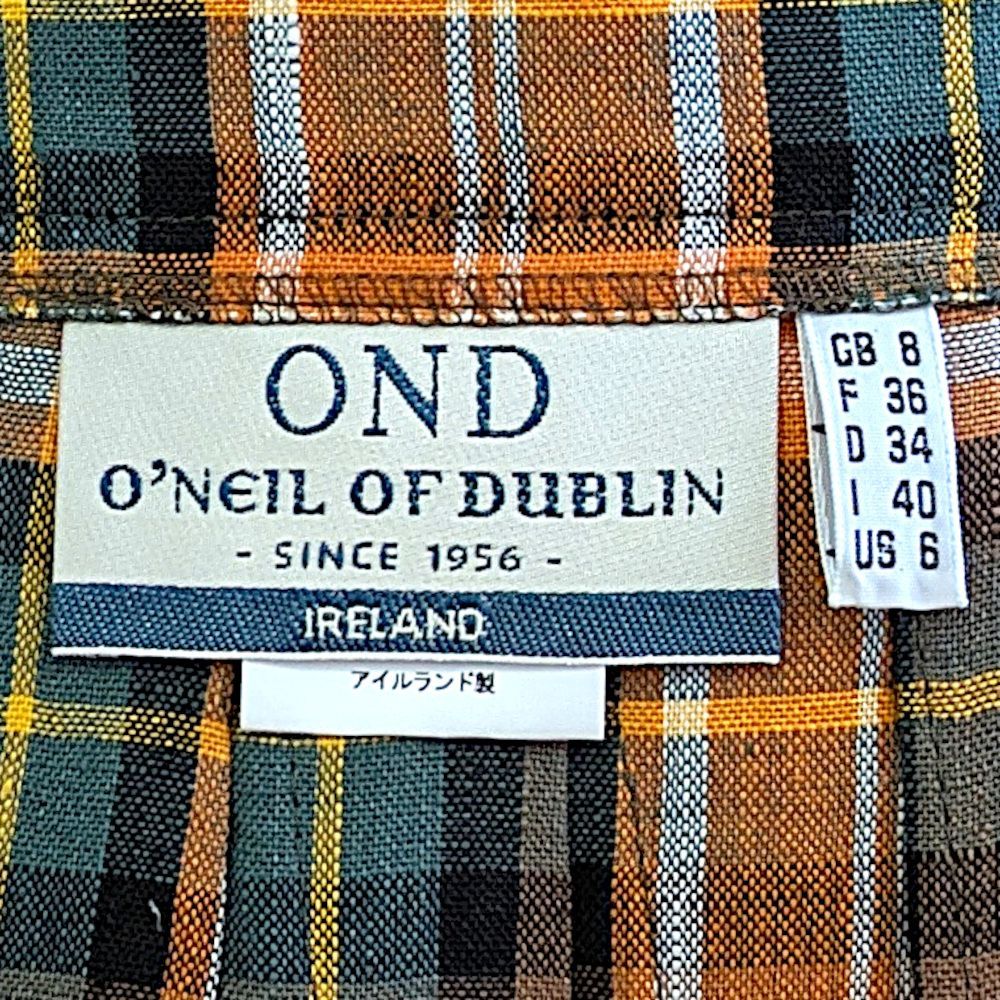 OND
O'NEIL OF DUBLIN
- SINCE 1956 -
IRELAND
アイルランド製
GB 8
F 36
D 34
I 40
US 6